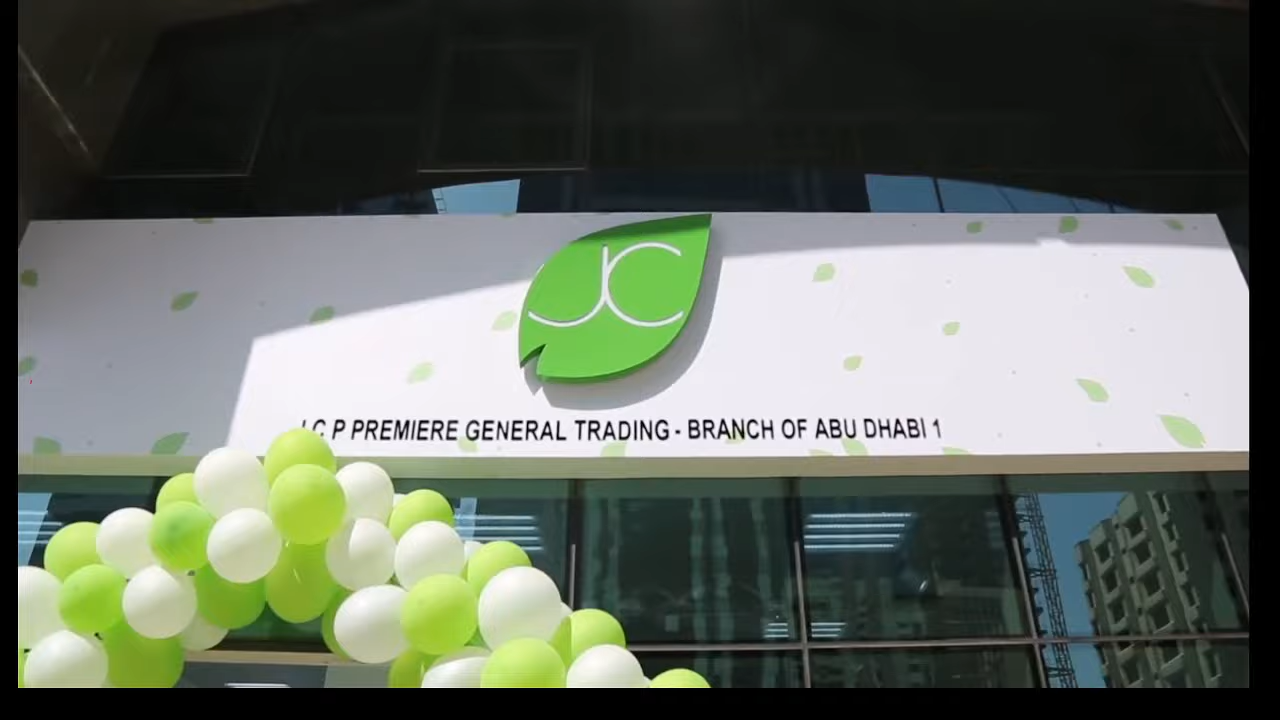 JC
J C P PREMIERE GENERAL TRADING - BRANCH OF ABU DHABI 1